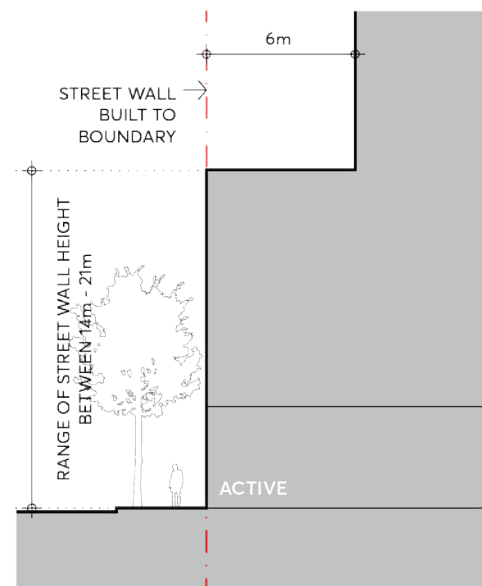 6m
STREET WALL
BUILT TO
BOUNDARY
RANGE OF STREET WALL HEIGHT
BETWEEN 14m - 21m
ACTIVE